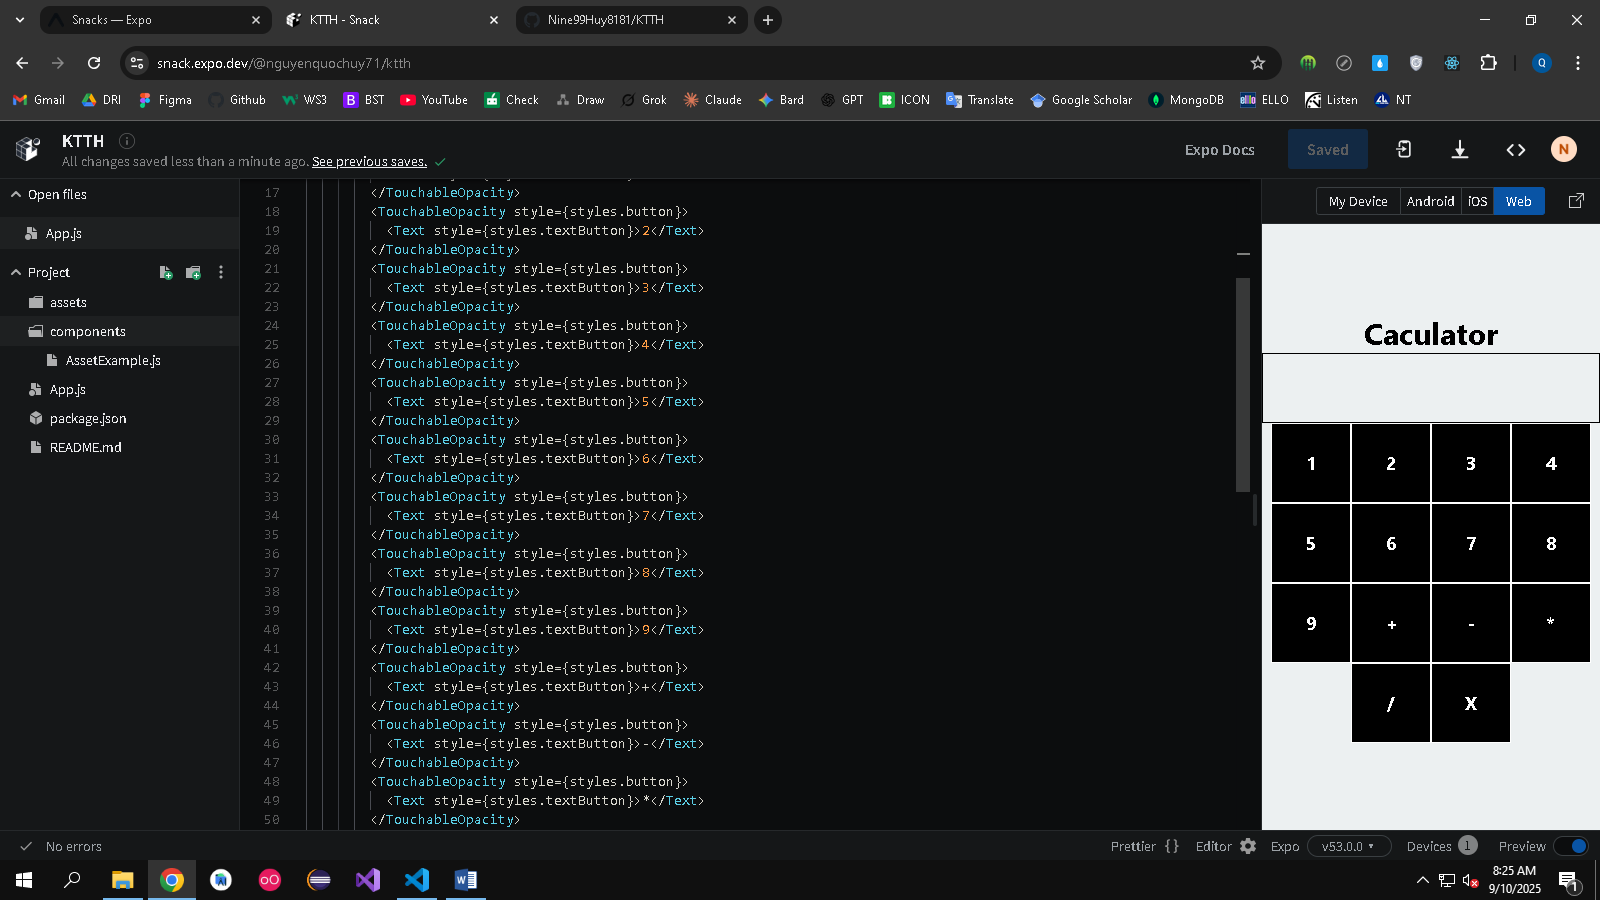 Snacks — Expo
KTTH - Snack
Nine99Huy8181/KTTH
snack.expo.dev/@nguyenquochuy71/ktth
Q
Gmail
DRI
Figma
Github
WS3
BST
YouTube
Check
Draw
Grok
Claude
Bard
GPT
ICON
Translate
Google Scholar
MongoDB
ELLO
Listen
NT
KTTH
All changes saved less than a minute ago. See previous saves.
Expo Docs
Saved
N
Open files
App.js
Project
assets
components
AssetExample.js
App.js
package.json
README.md
17 </TouchableOpacity>
18 <TouchableOpacity style={styles.button}>
19 <Text style={styles.textButton}>2</Text>
20 </TouchableOpacity>
21 <TouchableOpacity style={styles.button}>
22 <Text style={styles.textButton}>3</Text>
23 </TouchableOpacity>
24 <TouchableOpacity style={styles.button}>
25 <Text style={styles.textButton}>4</Text>
26 </TouchableOpacity>
27 <TouchableOpacity style={styles.button}>
28 <Text style={styles.textButton}>5</Text>
29 </TouchableOpacity>
30 <TouchableOpacity style={styles.button}>
31 <Text style={styles.textButton}>6</Text>
32 </TouchableOpacity>
33 <TouchableOpacity style={styles.button}>
34 <Text style={styles.textButton}>7</Text>
35 </TouchableOpacity>
36 <TouchableOpacity style={styles.button}>
37 <Text style={styles.textButton}>8</Text>
38 </TouchableOpacity>
39 <TouchableOpacity style={styles.button}>
40 <Text style={styles.textButton}>9</Text>
41 </TouchableOpacity>
42 <TouchableOpacity style={styles.button}>
43 <Text style={styles.textButton}>+</Text>
44 </TouchableOpacity>
45 <TouchableOpacity style={styles.button}>
46 <Text style={styles.textButton}>-</Text>
47 </TouchableOpacity>
48 <TouchableOpacity style={styles.button}>
49 <Text style={styles.textButton}>*</Text>
50 </TouchableOpacity>
My Device
Android
iOS
Web
Caculator
1 2 3 4
5 6 7 8
9 + - *
/ X
No errors
Prettier {}
Editor
Expo
v53.0.0
Devices 1
Preview
8:25 AM
9/10/2025
1